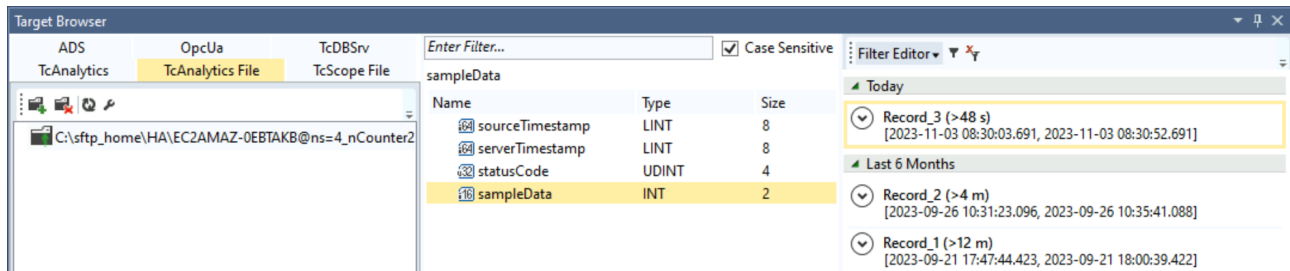 Target Browser
ADS OpcUa TcDBSrv
TcAnalytics TcAnalytics File TcScope File
C:\sftp_home\HA\EC2AMAZ-0EBTAKB@ns=4_nCounter2
Enter Filter... Case Sensitive
sampleData
Name Type Size
sourceTimestamp LINT 8
serverTimestamp LINT 8
statusCode UDINT 4
sampleData INT 2
Filter Editor
Today
Record_3 (>48 s)
[2023-11-03 08:30:03.691, 2023-11-03 08:30:52.691]
Last 6 Months
Record_2 (>4 m)
[2023-09-26 10:31:23.096, 2023-09-26 10:35:41.088]
Record_1 (>12 m)
[2023-09-21 17:47:44.423, 2023-09-21 18:00:39.422]